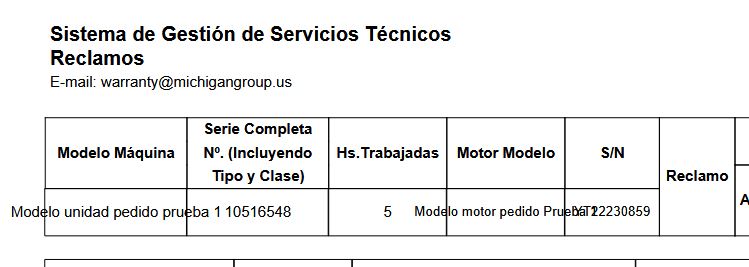 Sistema de Gestión de Servicios Técnicos
Reclamos
E-mail: warranty@michigangroup.us
Modelo Máquina
Serie Completa
Nº. (Incluyendo
Tipo y Clase)
Hs.Trabajadas
Motor Modelo
S/N
Reclamo
A
Modelo unidad pedido prueba 1
10516548
5
Modelo motor pedido Prueba 1
YT22230859